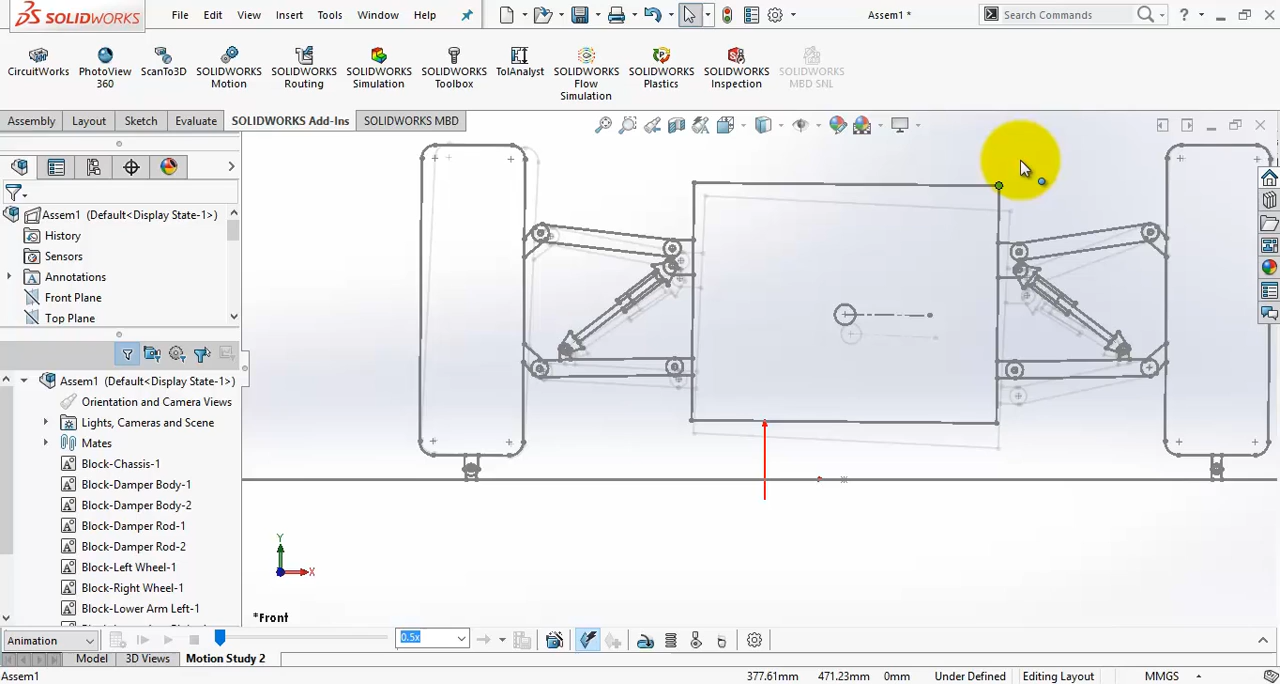 SOLIDWORKS File Edit View Insert Tools Window Help Assem1 * Search Commands ?
CircuitWorks PhotoView 360 ScanTo3D SOLIDWORKS Motion SOLIDWORKS Routing SOLIDWORKS Simulation SOLIDWORKS Toolbox TolAnalyst SOLIDWORKS Flow Simulation SOLIDWORKS Plastics SOLIDWORKS Inspection SOLIDWORKS MBD SNL
Assembly Layout Sketch Evaluate SOLIDWORKS Add-Ins SOLIDWORKS MBD
Assem1 (Default<Display State-1>)
History
Sensors
Annotations
Front Plane
Top Plane
Assem1 (Default<Display State-1>)
Orientation and Camera Views
Lights, Cameras and Scene
Mates
Block-Chassis-1
Block-Damper Body-1
Block-Damper Body-2
Block-Damper Rod-1
Block-Damper Rod-2
Block-Left Wheel-1
Block-Right Wheel-1
Block-Lower Arm Left-1
Y
X
*Front
Animation 0.5x
Model 3D Views Motion Study 2
Assem1 377.61mm 471.23mm 0mm Under Defined Editing Layout MMGS